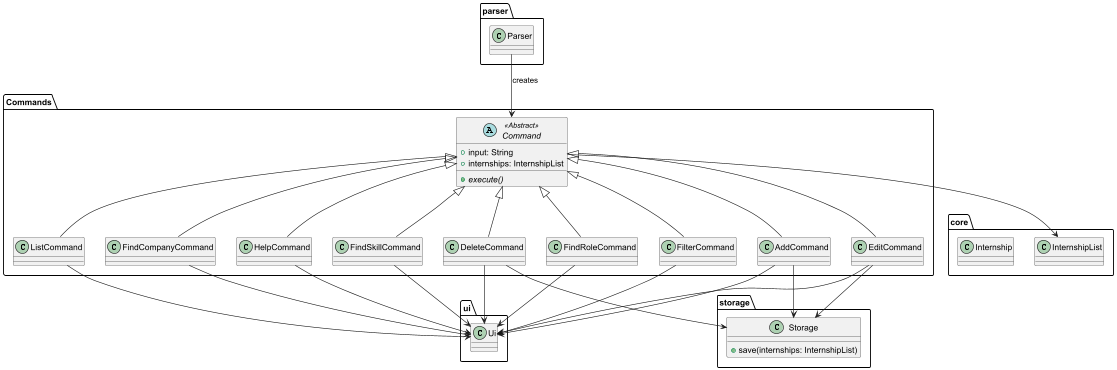 parser
C Parser
creates
Commands
A «Abstract»
Command
input: String
internships: InternshipList
execute()
C ListCommand
C FindCompanyCommand
C HelpCommand
C FindSkillCommand
C DeleteCommand
C FindRoleCommand
C FilterCommand
C AddCommand
C EditCommand
core
C Internship
C InternshipList
ui
C Ui
storage
C Storage
save(internships: InternshipList)